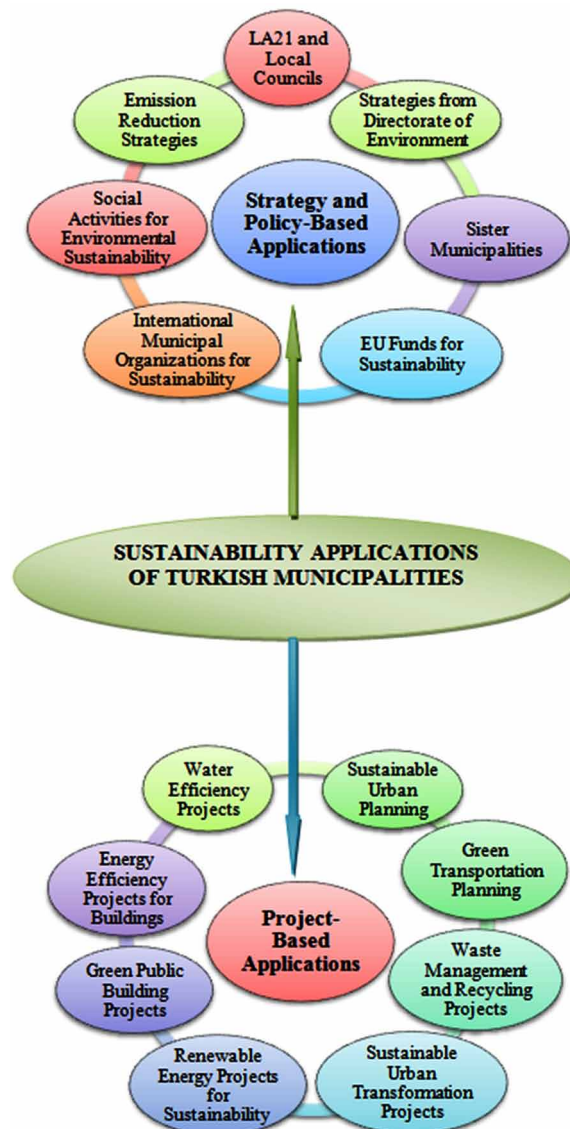 LA21 and
Local
Councils
Emission
Reduction
Strategies
Strategies from
Directorate of
Environment
Social
Activities for
Environmental
Sustainability
Strategy and
Policy-Based
Applications
Sister
Municipalities
International
Municipal
Organizations for
Sustainability
EU Funds for
Sustainability
SUSTAINABILITY APPLICATIONS
OF TURKISH MUNICIPALITIES
Water
Efficiency
Projects
Sustainable
Urban
Planning
Energy
Efficiency
Projects for
Buildings
Green
Transportation
Planning
Project-
Based
Applications
Green Public
Building
Projects
Waste
Management
and Recycling
Projects
Renewable
Energy Projects
for
Sustainability
Sustainable
Urban
Transformation
Projects